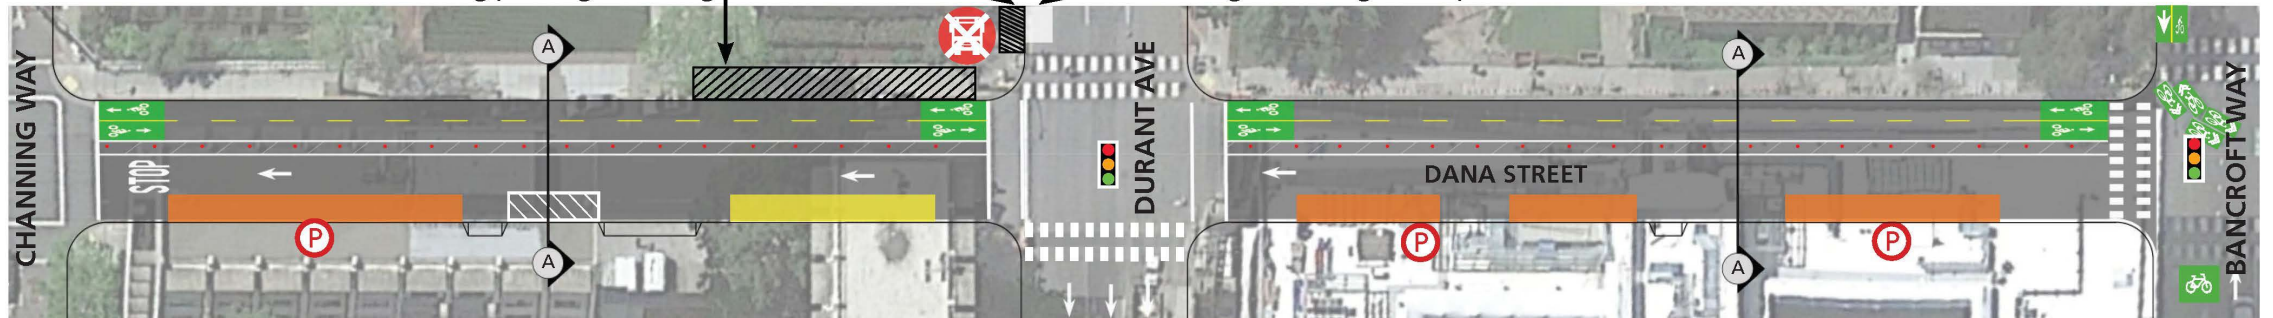 A
A
CHANNING WAY
DURANT AVE
STOP
DANA STREET
BANCROFT WAY
P
P
P
A
A